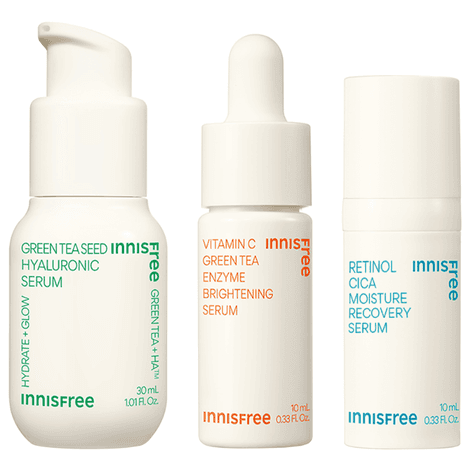 GREEN TEA SEED
HYALURONIC
SERUM
INNISFree
HYDRATE + GLOW
GREEN TEA + HA™
30 mL
1.01 Fl. Oz.
INNISFree
VITAMIN C
GREEN TEA
ENZYME
BRIGHTENING
SERUM
INNISFree
10 mL
0.33 Fl. Oz.
INNISFree
RETINOL
CICA
MOISTURE
RECOVERY
SERUM
INNISFree
10 mL
0.33 Fl. Oz.
INNISFree